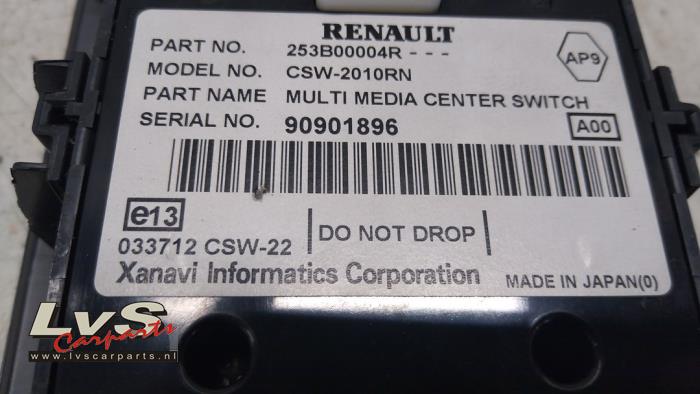 RENAULT
PART NO. 253B00004R - - -
AP9
MODEL NO. CSW-2010RN
PART NAME MULTI MEDIA CENTER SWITCH
SERIAL NO. 90901896
A00
e13
033712 CSW-22
DO NOT DROP
Xanavi Informatics Corporation
MADE IN JAPAN(0)
LvS
Carparts
www.lvscarparts.nl